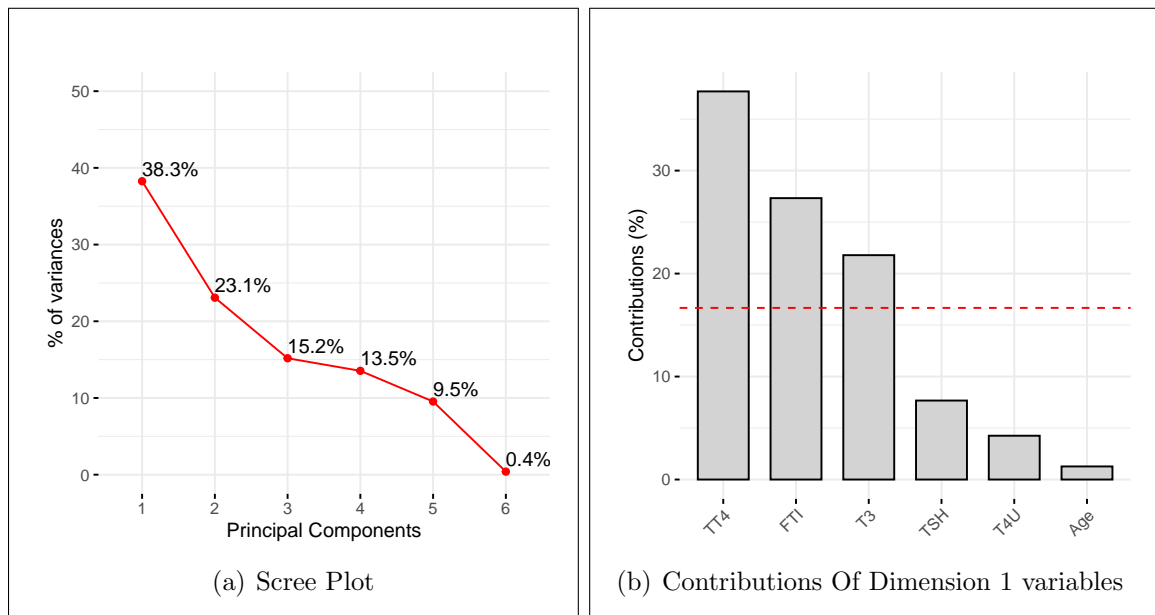 % of variances
50
40
30
20
10
0
38.3%
23.1%
15.2%
13.5%
9.5%
0.4%
1 2 3 4 5 6
Principal Components
(a) Scree Plot
Contributions (%)
30
20
10
0
TT4 FTI T3 TSH T4U Age
(b) Contributions Of Dimension 1 variables